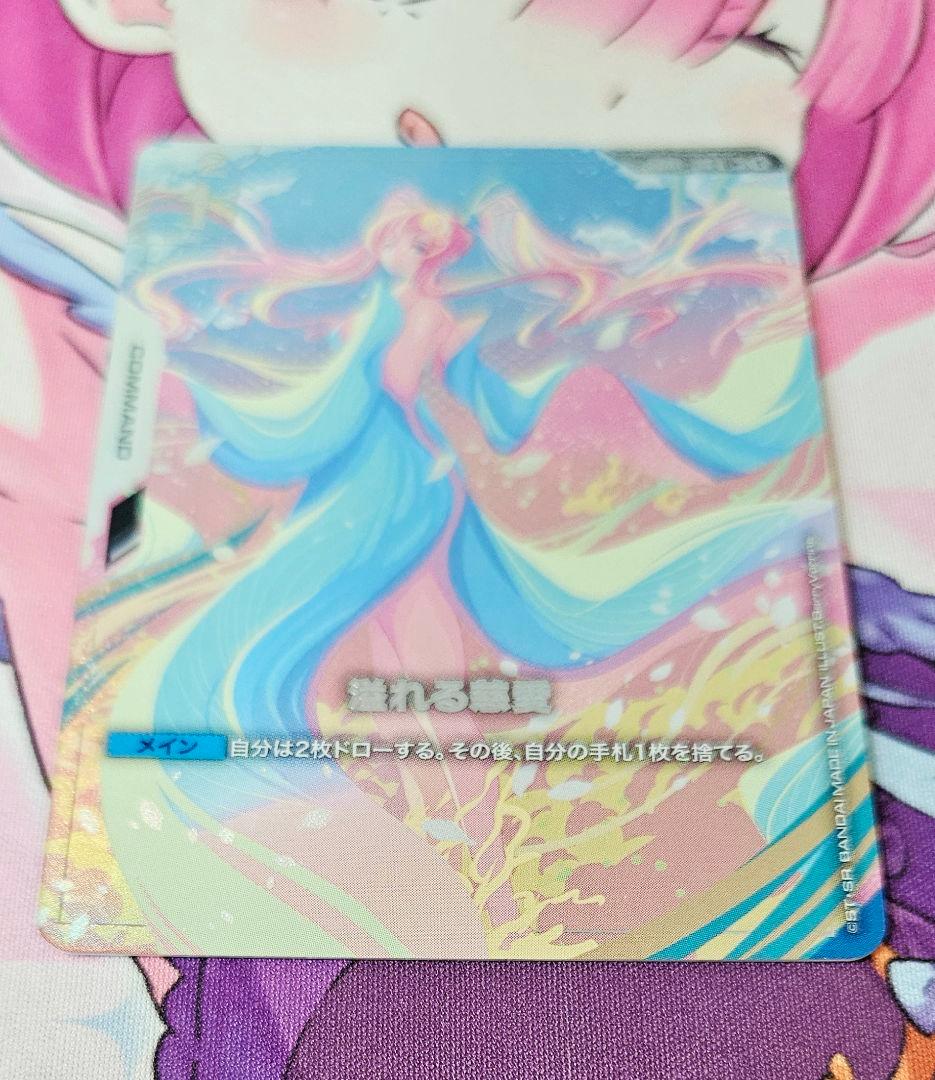 COMMAND
溢れる慈愛
メイン 自分は2枚ドローする。その後、自分の手札1枚を捨てる。
©ST・SR BANDAI MADE IN JAPAN ILLUST.BerryVerrine